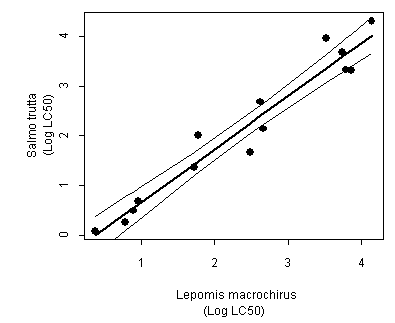 4
3
2
1
0
Salmo trutta
(Log LC50)
1 2 3 4
Lepomis macrochirus
(Log LC50)